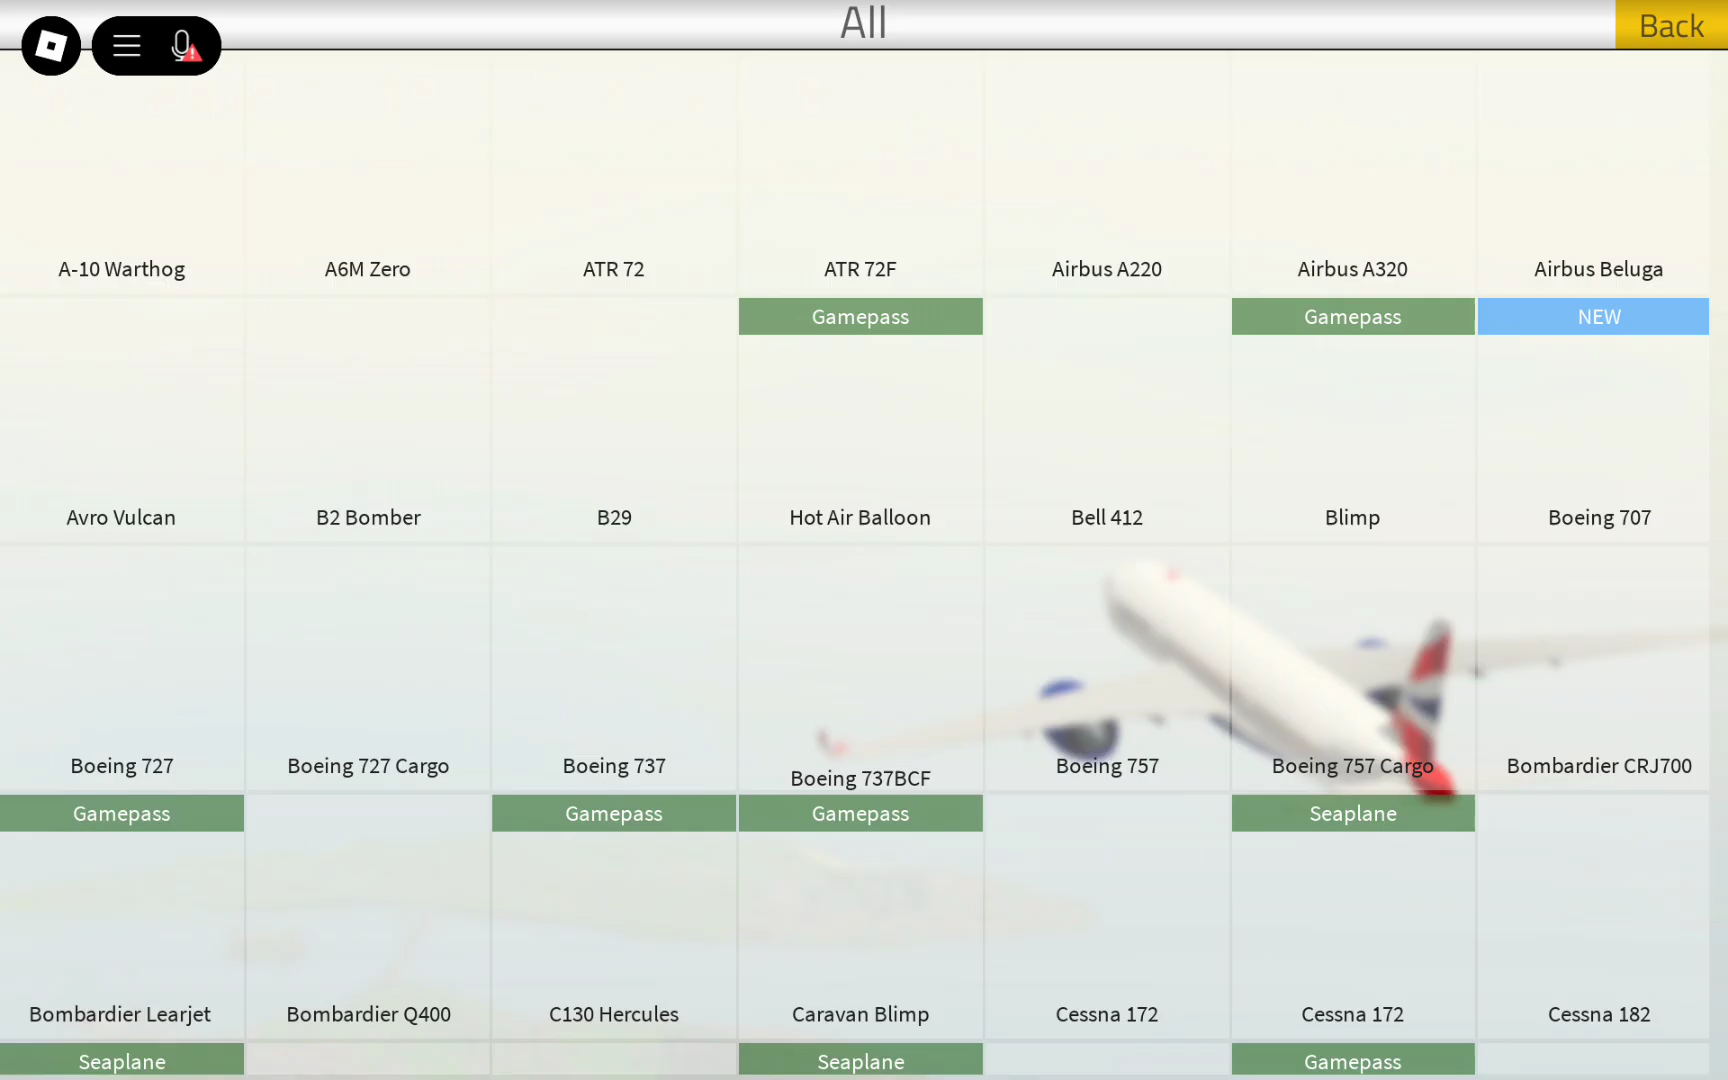 All
Back
A-10 Warthog
A6M Zero
ATR 72
ATR 72F
Airbus A220
Airbus A320
Airbus Beluga
Gamepass
Gamepass
NEW
Avro Vulcan
B2 Bomber
B29
Hot Air Balloon
Bell 412
Blimp
Boeing 707
Boeing 727
Boeing 727 Cargo
Boeing 737
Boeing 737BCF
Boeing 757
Boeing 757 Cargo
Bombardier CRJ700
Gamepass
Gamepass
Gamepass
Seaplane
Bombardier Learjet
Bombardier Q400
C130 Hercules
Caravan Blimp
Cessna 172
Cessna 172
Cessna 182
Seaplane
Seaplane
Gamepass